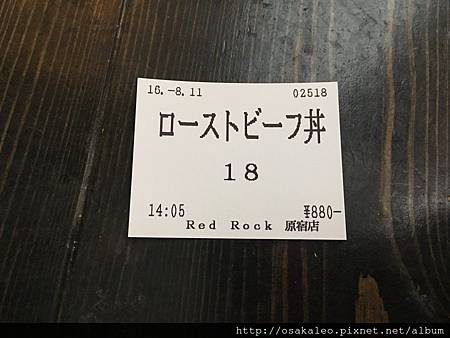 16.-8.11 02518
ローストビーフ丼
18
14:05 ¥880-
Red Rock 原宿店
http://osakaleo.pixnet.net/album